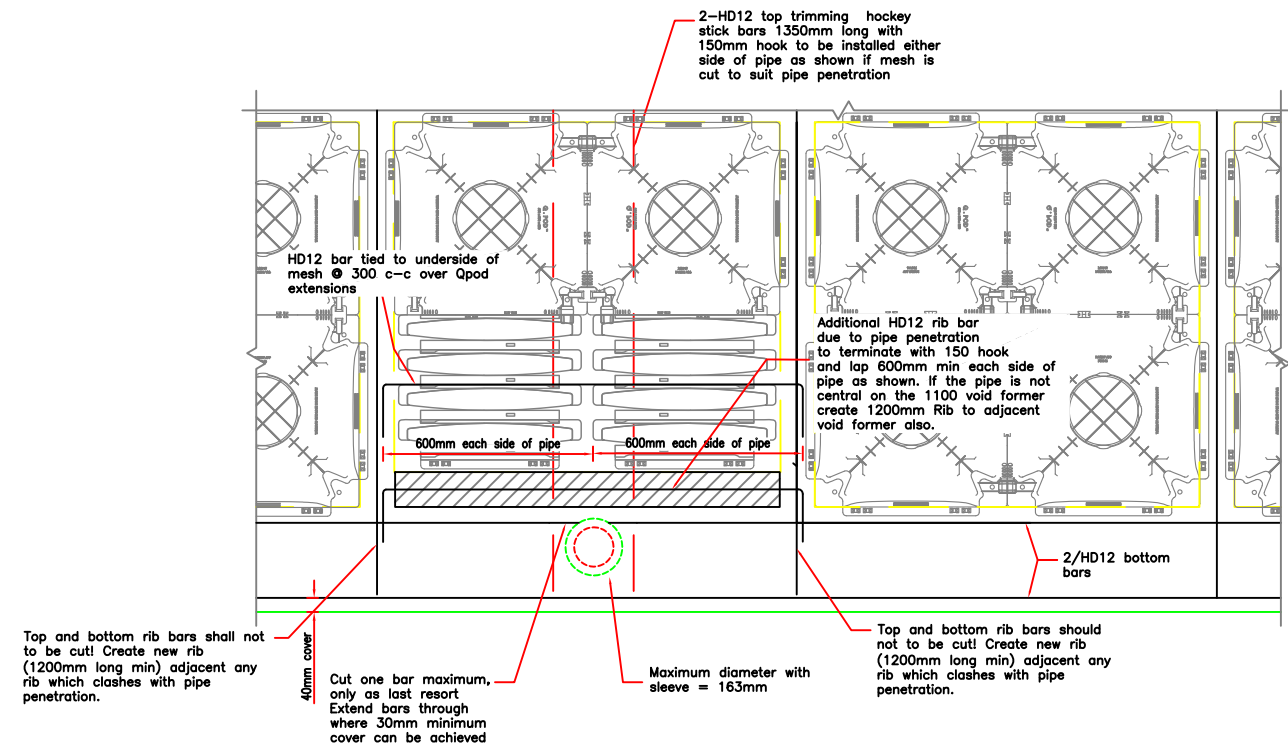 2-HD12 top trimming hockey
stick bars 1350mm long with
150mm hook to be installed either
side of pipe as shown if mesh is
cut to suit pipe penetration
HD12 bar tied to underside of
mesh @ 300 c-c over Qpod
extensions
Additional HD12 rib bar
due to pipe penetration
to terminate with 150 hook
and lap 600mm min each side of
pipe as shown. If the pipe is not
central on the 1100 void former
create 1200mm Rib to adjacent
void former also.
600mm each side of pipe
600mm each side of pipe
2/HD12 bottom
bars
Top and bottom rib bars shall not
to be cut! Create new rib
(1200mm long min) adjacent any
rib which clashes with pipe
penetration.
40mm cover
Cut one bar maximum,
only as last resort
Extend bars through
where 30mm minimum
cover can be achieved
Maximum diameter with
sleeve = 163mm
Top and bottom rib bars should
not to be cut! Create new rib
(1200mm long min) adjacent any
rib which clashes with pipe
penetration.